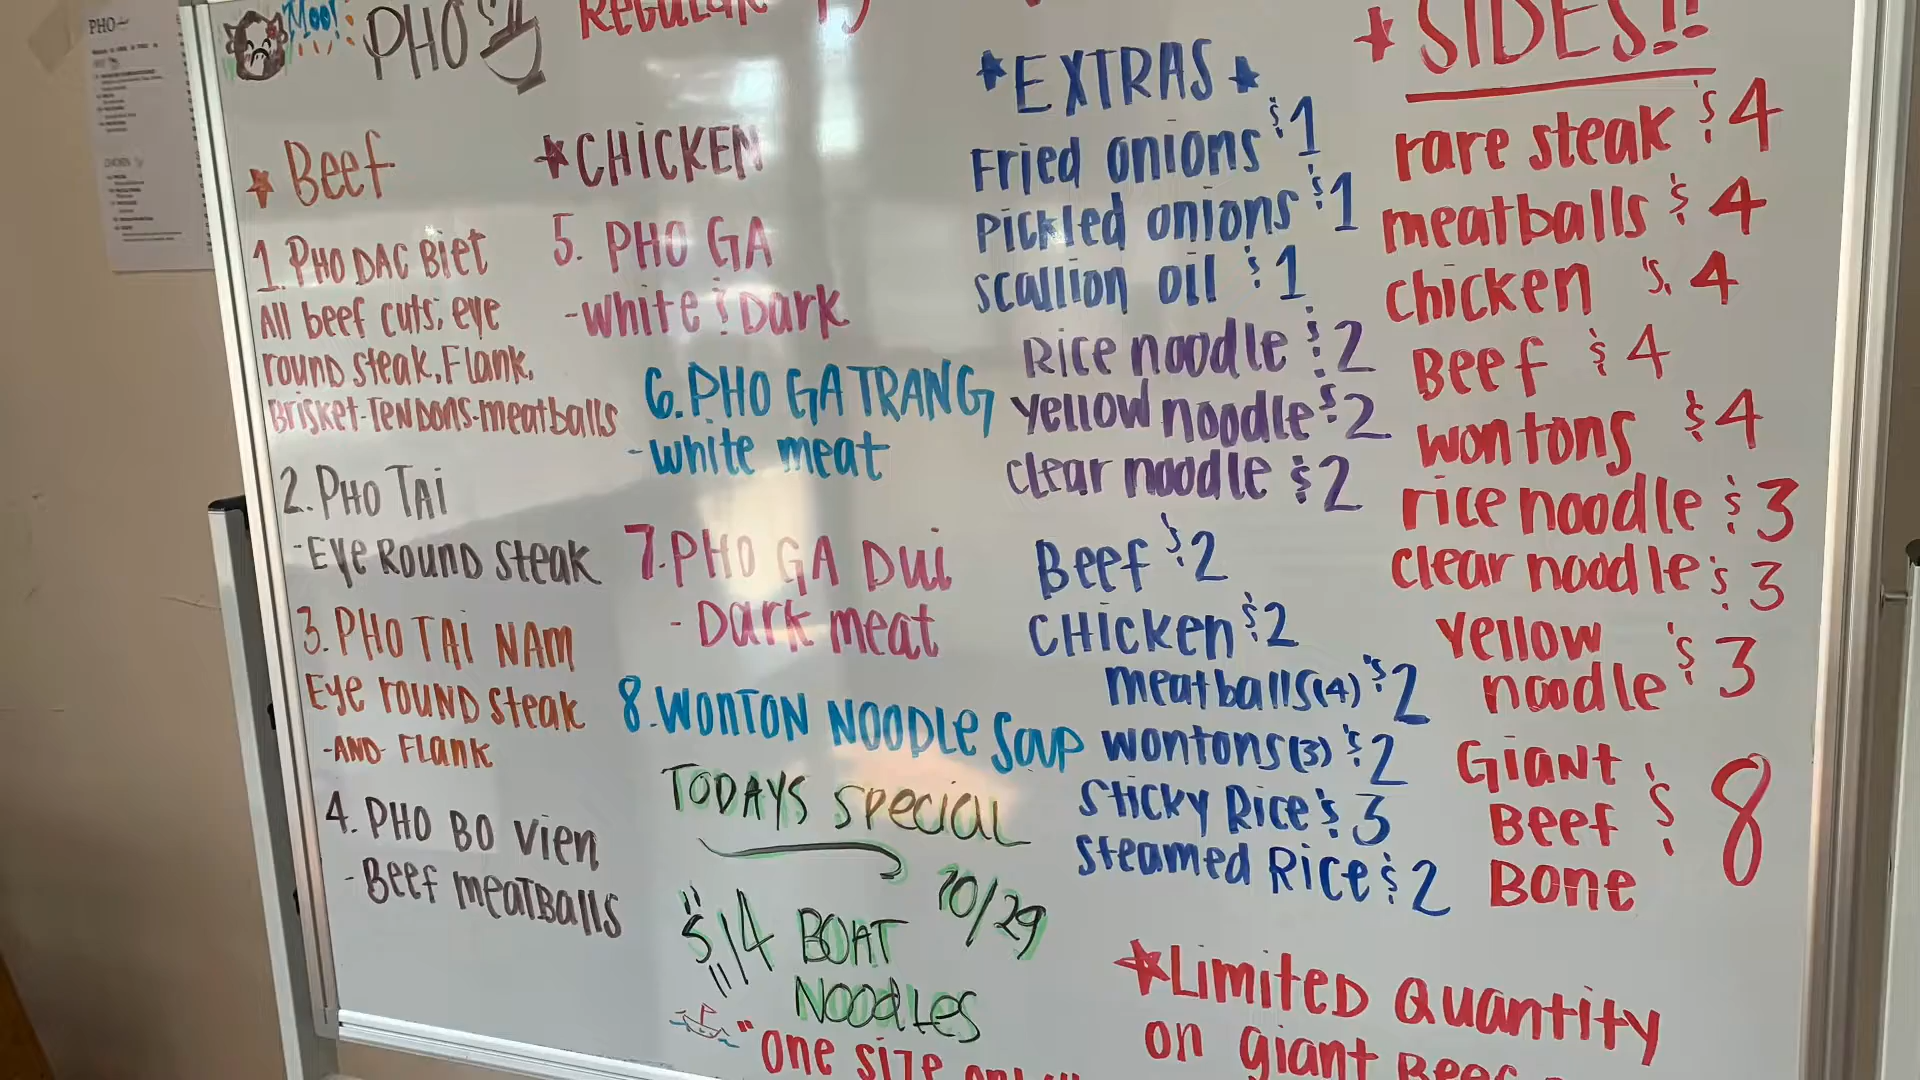 PHO
Moo!
PHO
Regular
★ Beef
1. PHO DAC Biet
All beef cuts; eye
round steak, Flank,
Brisket-TENDONS-meatballs
2. PHO TAI
-Eye ROUND Steak
3. PHO TAI NAM
Eye round steak
-AND- Flank
4. PHO BO Vien
- Beef MEATBalls
★ CHICKEN
5. PHO GA
-white & Dark
6. PHO GA TRANG
-white meat
7. PHO GA DUI
- Dark meat
8. WONTON NOODLE SOUP
TODAYS Special
10/29
$14 BOAT
NOODLES
"one size
★ EXTRAS ★
Fried onions $1
Pickled onions $1
scallion oil $1
Rice noodle $2
yellow noodle $2
clear noodle $2
Beef $2
CHicken $2
meatballs(4) $2
wontons(3) $2
Sticky Rice $3
Steamed Rice $2
★ SIDES!!
rare steak $4
meatballs $4
chicken $4
Beef $4
wontons $4
rice noodle $3
clear noodle $3
Yellow
noodle $3
Giant
Beef
Bone $8
★ Limited Quantity
on giant Beef